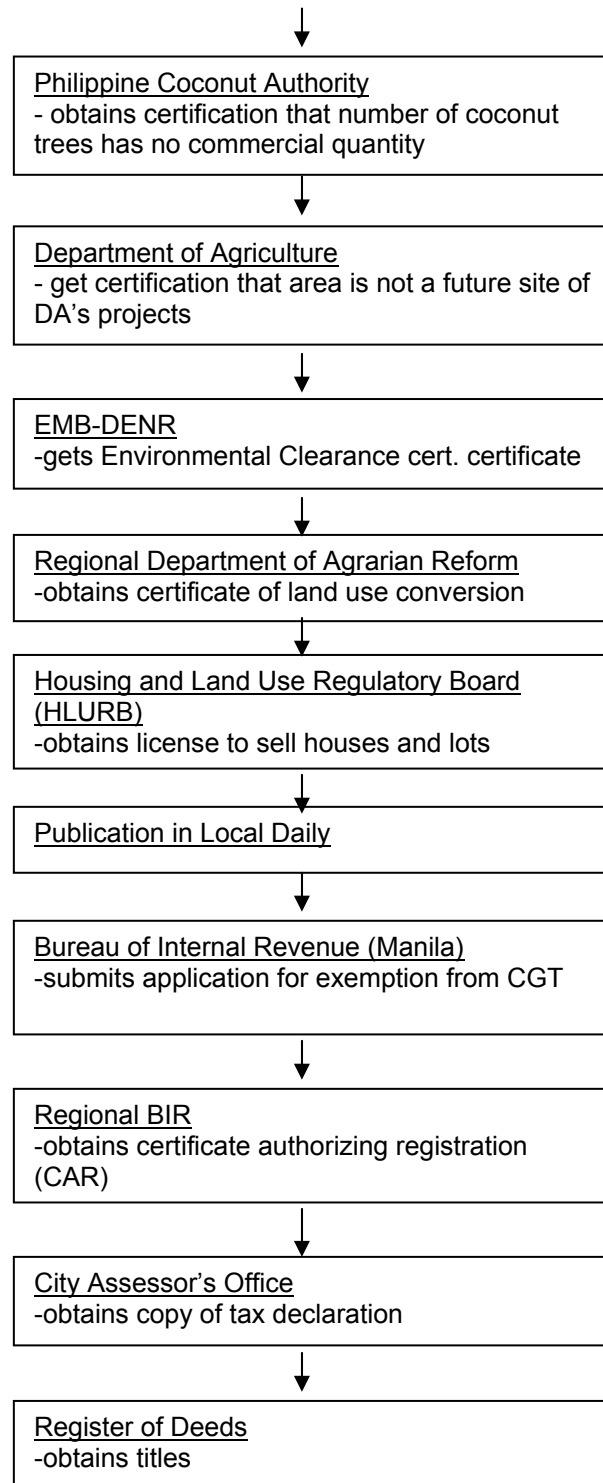 Philippine Coconut Authority
- obtains certification that number of coconut
trees has no commercial quantity
Department of Agriculture
- get certification that area is not a future site of
DA’s projects
EMB-DENR
-gets Environmental Clearance cert. certificate
Regional Department of Agrarian Reform
-obtains certificate of land use conversion
Housing and Land Use Regulatory Board
(HLURB)
-obtains license to sell houses and lots
Publication in Local Daily
Bureau of Internal Revenue (Manila)
-submits application for exemption from CGT
Regional BIR
-obtains certificate authorizing registration
(CAR)
City Assessor’s Office
-obtains copy of tax declaration
Register of Deeds
-obtains titles